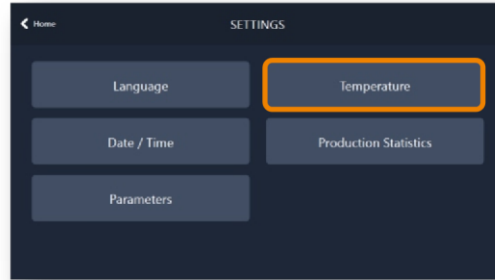 Home
SETTINGS
Language
Temperature
Date / Time
Production Statistics
Parameters